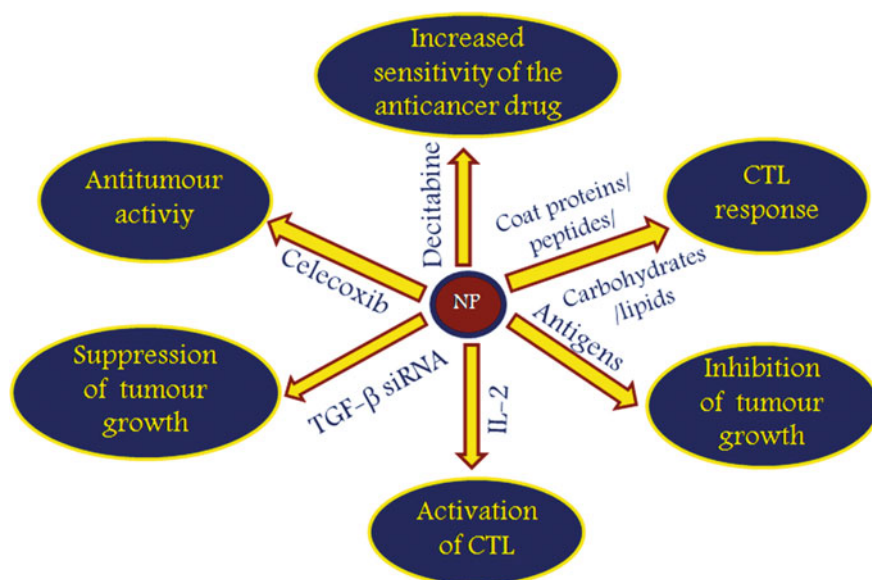 Increased
sensitivity of the
anticancer drug
Antitumour
activiy
CTL
response
Decitabine
Coat proteins/
peptides/
Carbohydrates
/lipids
Celecoxib
NP
Antigens
TGF-β siRNA
IL-2
Suppression
of tumour
growth
Inhibition
of tumour
growth
Activation
of CTL